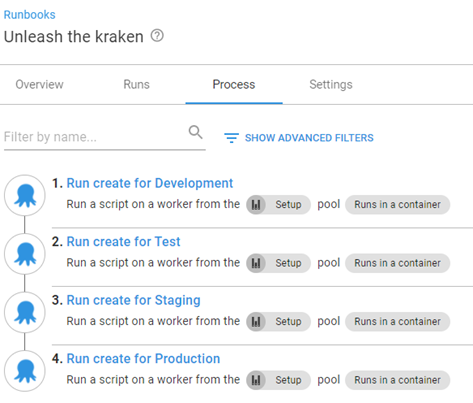 Runbooks
Unleash the kraken ?
Overview Runs Process Settings
Filter by name... SHOW ADVANCED FILTERS
1. Run create for Development
Run a script on a worker from the Setup pool Runs in a container
2. Run create for Test
Run a script on a worker from the Setup pool Runs in a container
3. Run create for Staging
Run a script on a worker from the Setup pool Runs in a container
4. Run create for Production
Run a script on a worker from the Setup pool Runs in a container